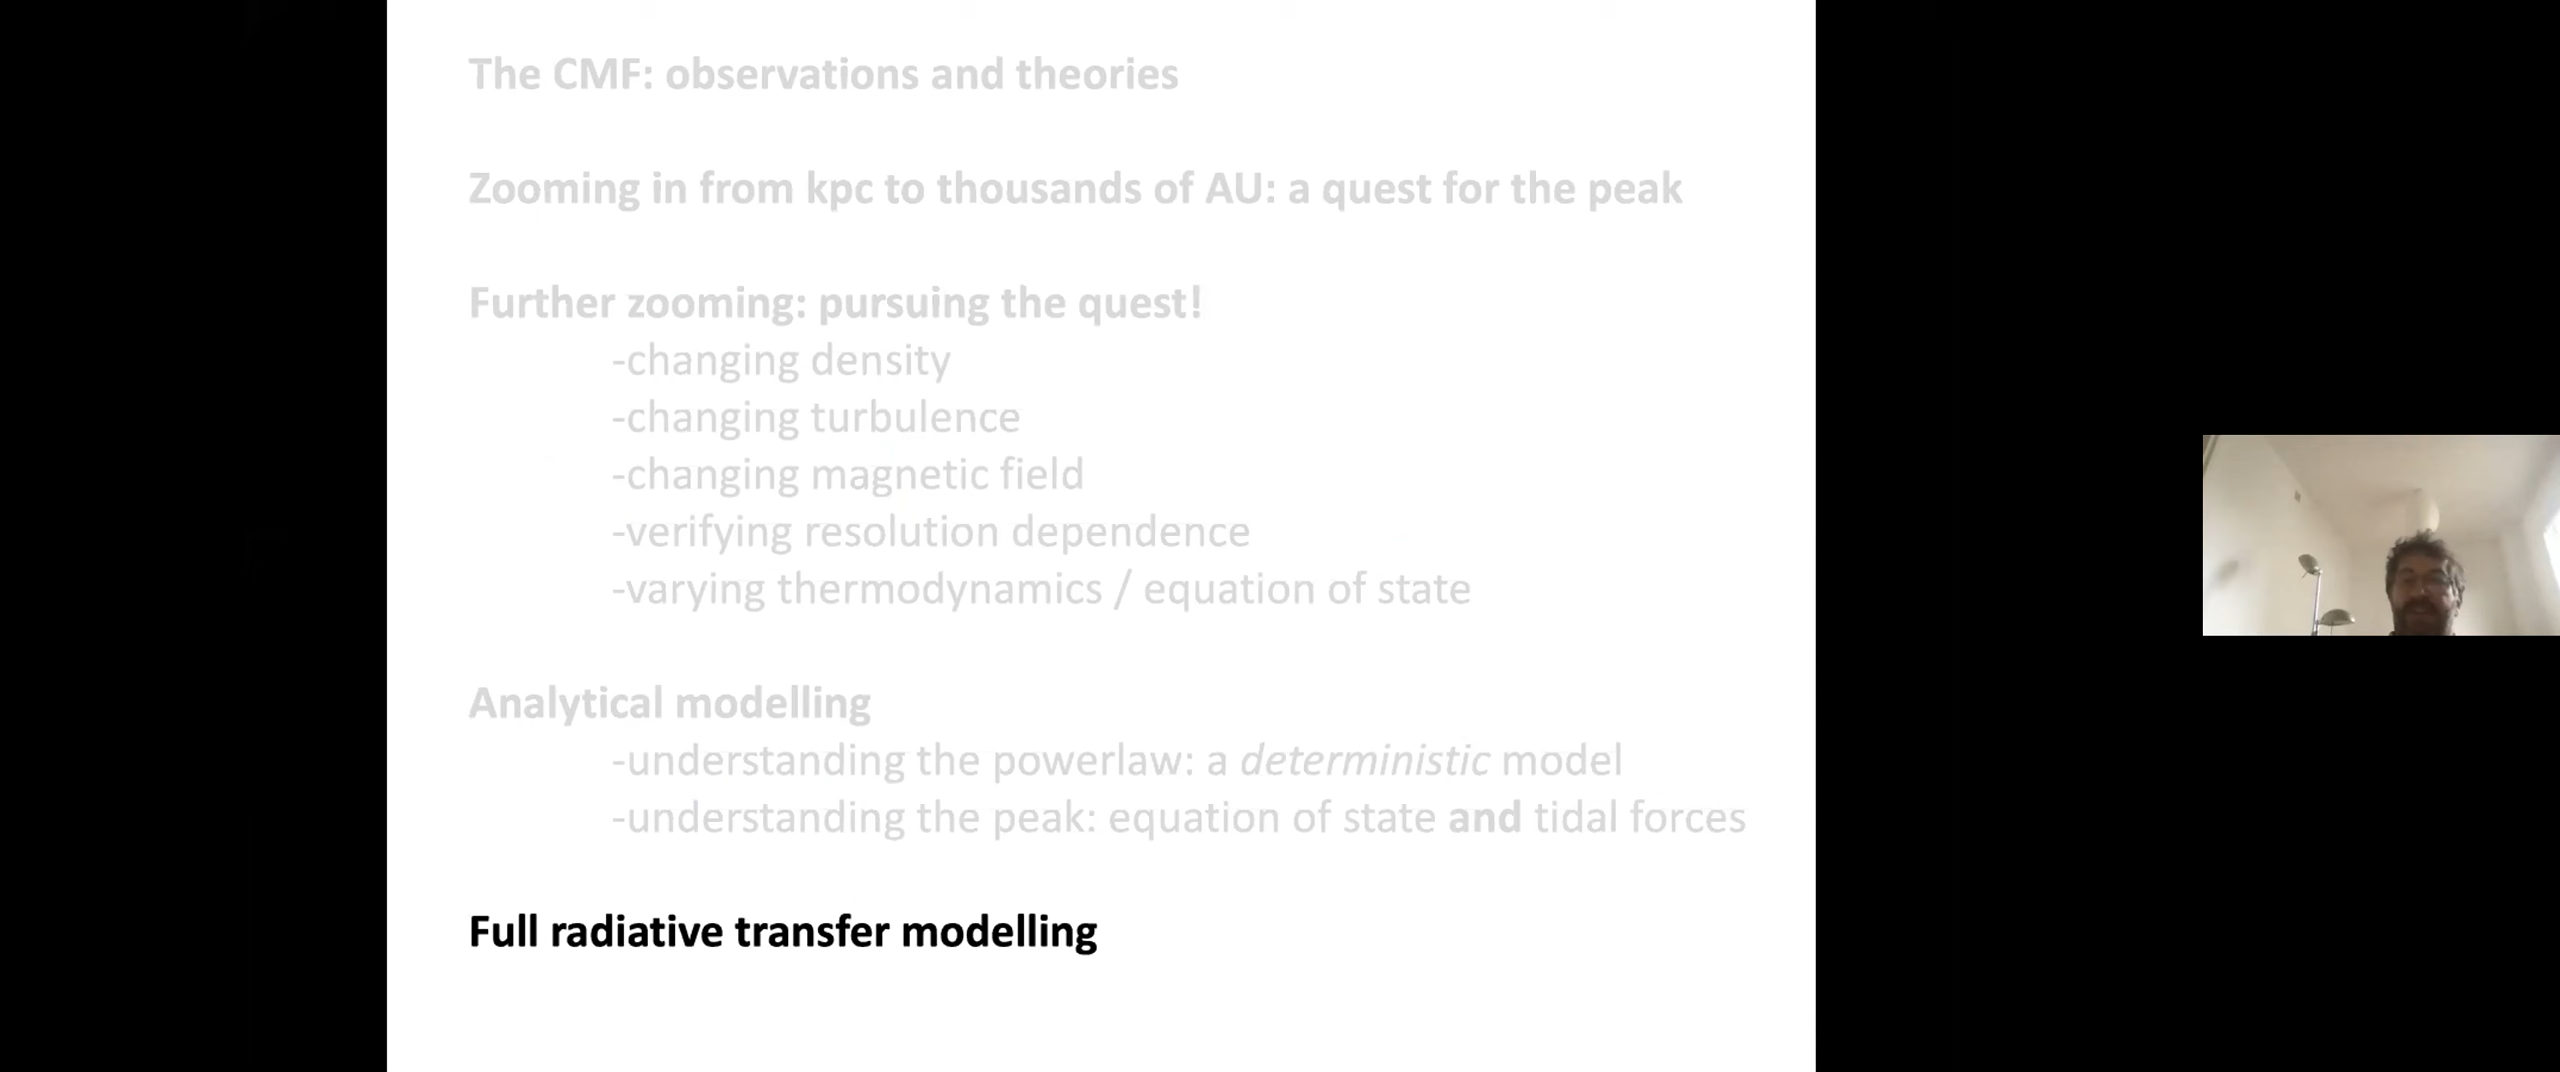 The CMF: observations and theories
Zooming in from kpc to thousands of AU: a quest for the peak
Further zooming: pursuing the quest!
-changing density
-changing turbulence
-changing magnetic field
-verifying resolution dependence
-varying thermodynamics / equation of state
Analytical modelling
-understanding the powerlaw: a deterministic model
-understanding the peak: equation of state and tidal forces
Full radiative transfer modelling